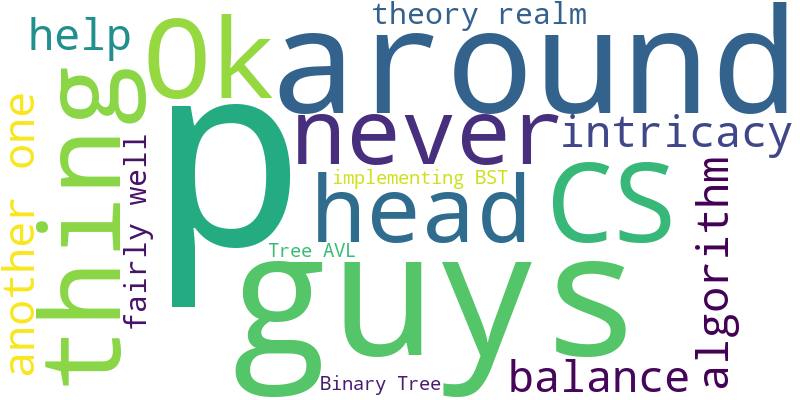 theory realm
help
Ok
around
p
never
intricacy
thing
another one
fairly well
implementing BST
head
CS
algorithm
Tree AVL
guys
Binary Tree
balance